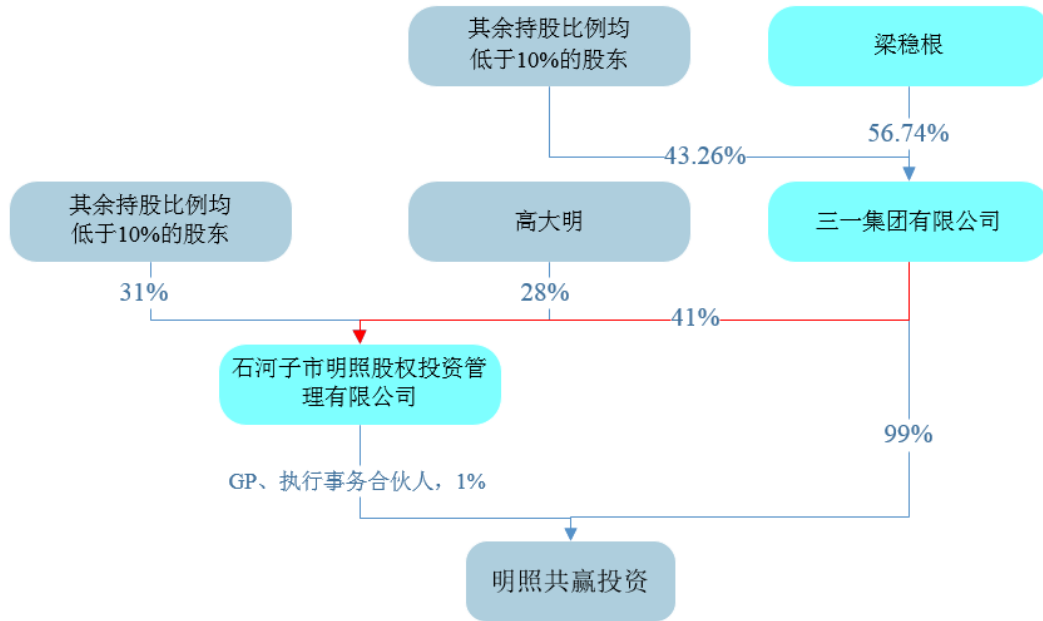 其余持股比例均
低于10%的股东
梁稳根
56.74%
43.26%
其余持股比例均
低于10%的股东
高大明
三一集团有限公司
31%
28%
41%
石河子市明照股权投资管
理有限公司
99%
GP、执行事务合伙人，1%
明照共赢投资